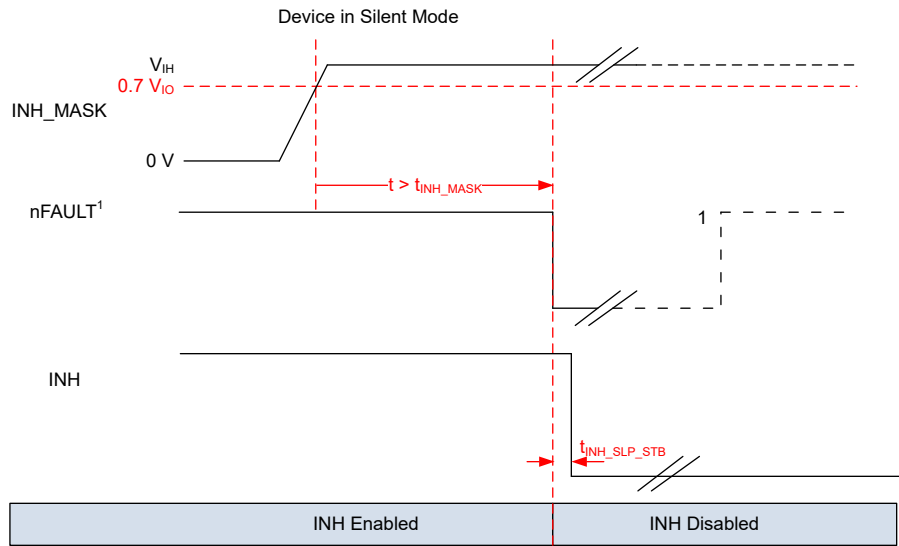 Device in Silent Mode
VIH
0.7 VIO
INH_MASK
0 V
t > tINH_MASK
nFAULT1
1
INH
tINH_SLP_STB
INH Enabled
INH Disabled